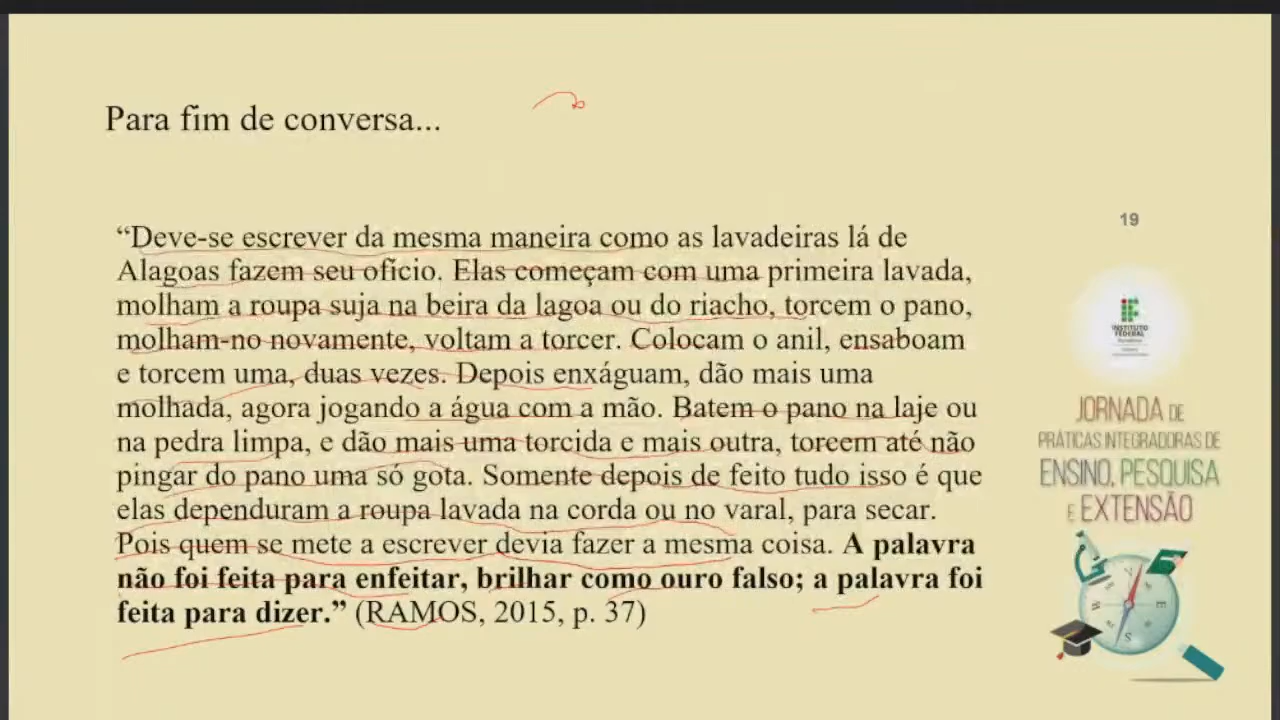 Para fim de conversa...
19
“Deve-se escrever da mesma maneira como as lavadeiras lá de
Alagoas fazem seu ofício. Elas começam com uma primeira lavada,
molham a roupa suja na beira da lagoa ou do riacho, torcem o pano,
molham-no novamente, voltam a torcer. Colocam o anil, ensaboam
e torcem uma, duas vezes. Depois enxáguam, dão mais uma
molhada, agora jogando a água com a mão. Batem o pano na laje ou
na pedra limpa, e dão mais uma torcida e mais outra, torcem até não
pingar do pano uma só gota. Somente depois de feito tudo isso é que
elas dependuram a roupa lavada na corda ou no varal, para secar.
Pois quem se mete a escrever devia fazer a mesma coisa. A palavra
não foi feita para enfeitar, brilhar como ouro falso; a palavra foi
feita para dizer.” (RAMOS, 2015, p. 37)
INSTITUTO
FEDERAL
JORNADA DE
PRÁTICAS INTEGRADORAS DE
ENSINO, PESQUISA
E EXTENSÃO
E
S